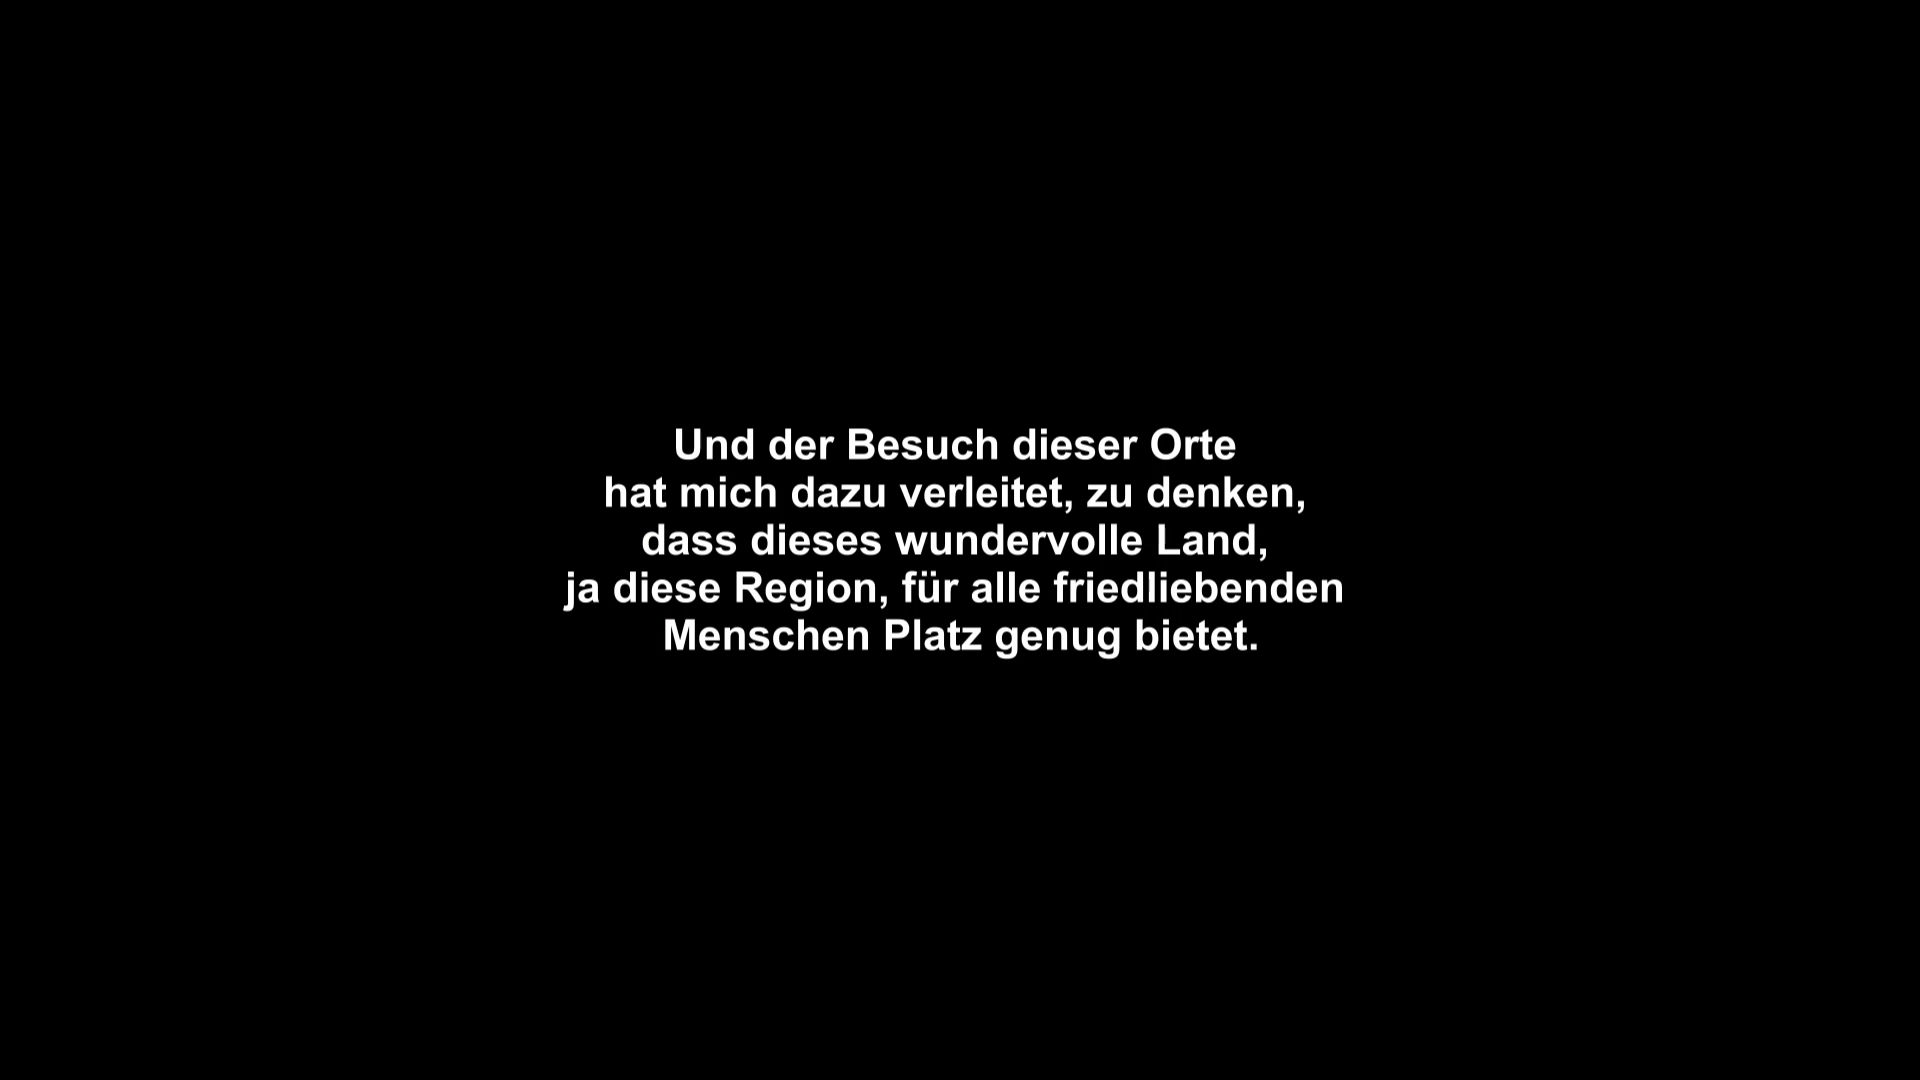 Und der Besuch dieser Orte
hat mich dazu verleitet, zu denken,
dass dieses wundervolle Land,
ja diese Region, für alle friedliebenden
Menschen Platz genug bietet.